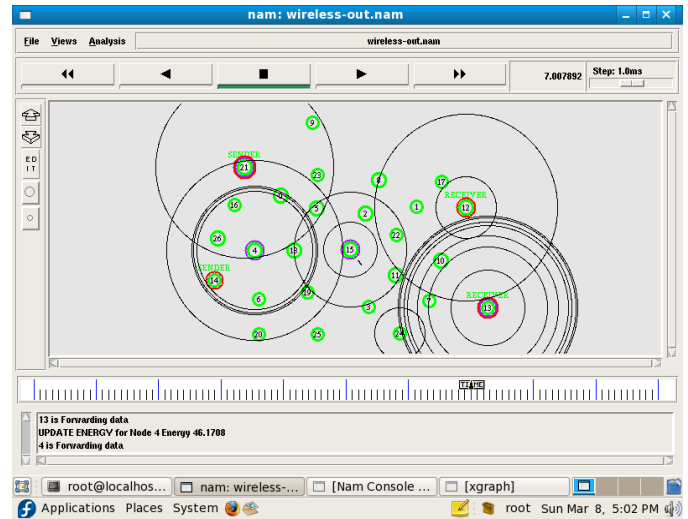 nam: wireless-out.nam
File Views Analysis wireless-out.nam
7.007892 Step: 1.0ms
ED
IT
9
SENDER
21
23
8
17
RECEIVER
16
5
2
1
12
26
22
4
18
15
10
SENDER
14
11
6
19
RECEIVER
3
7
13
20
25
24
TIME
13 is Forwarding data
UPDATE ENERGY for Node 4 Energy 46.1708
4 is Forwarding data
root@localhos... nam: wireless-... [Nam Console ... [xgraph]
Applications Places System root Sun Mar 8, 5:02 PM